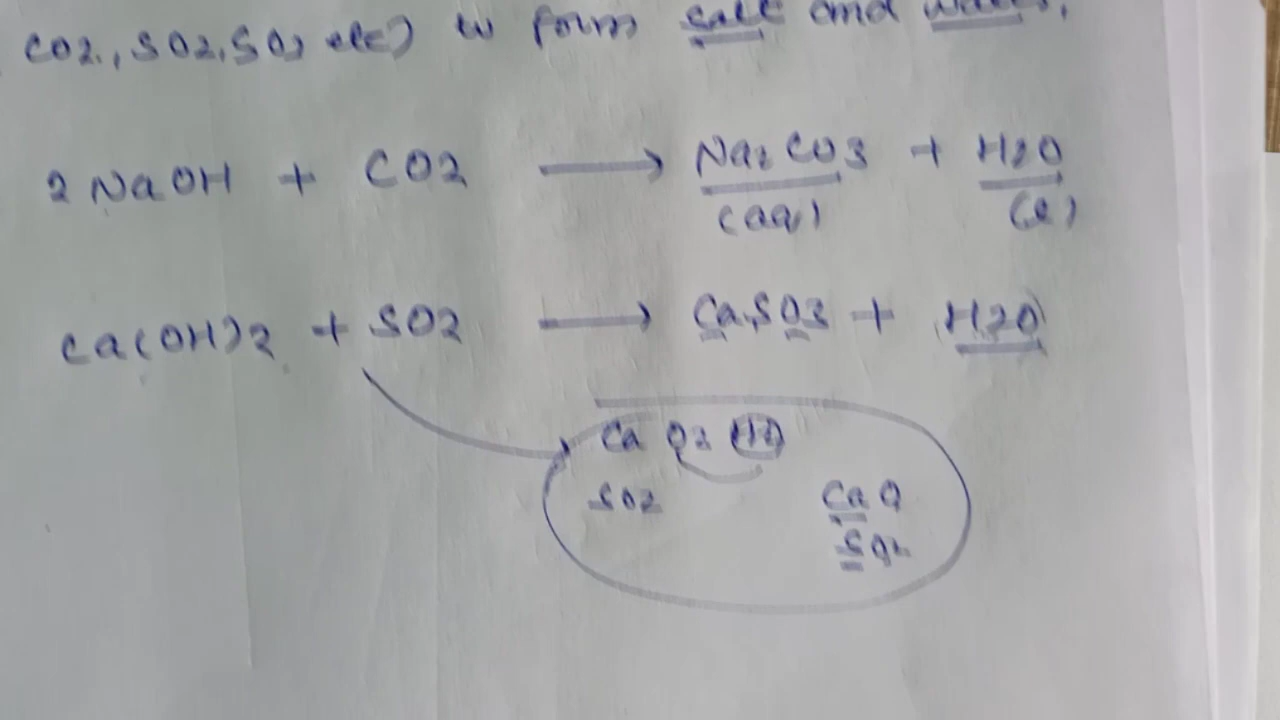 CO2, SO2, SO3 etc) to form salt and water.
2 NaOH + CO2 → Na2CO3 + H2O
(aq) (l)
Ca(OH)2 + SO2 → CaSO3 + H2O
Ca O2 H2
SO2 CaO
SO2